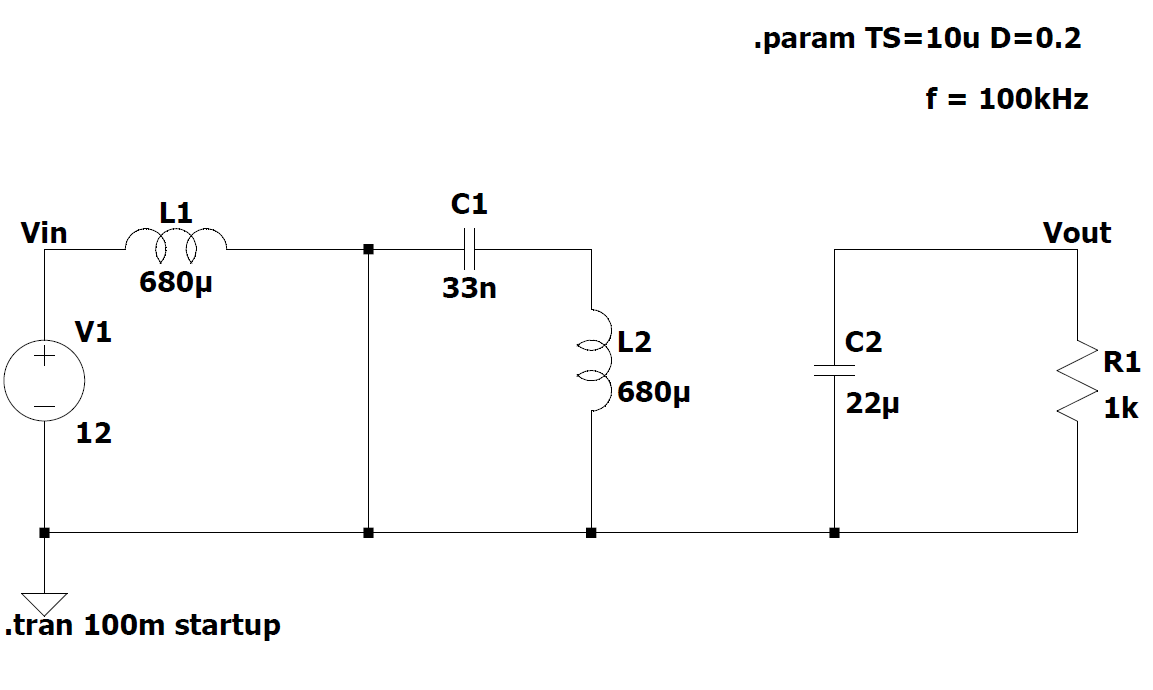 .param TS=10u D=0.2
f = 100kHz
C1
L1
Vin
Vout
680µ
33n
V1
L2
C2
R1
680µ
22µ
1k
12
.tran 100m startup